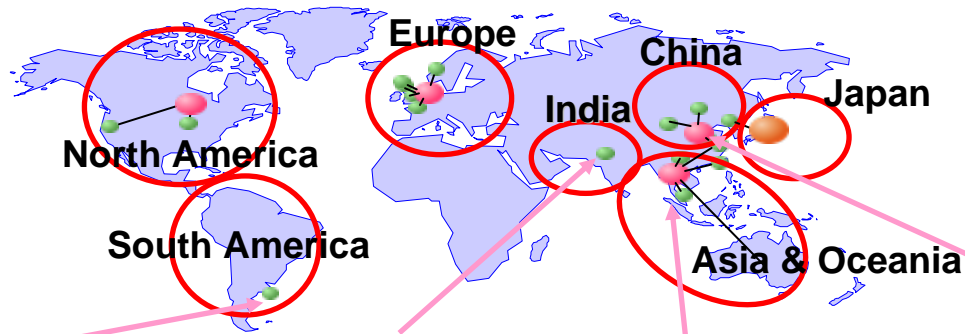 Europe
China
Japan
India
North America
South America
Asia & Oceania